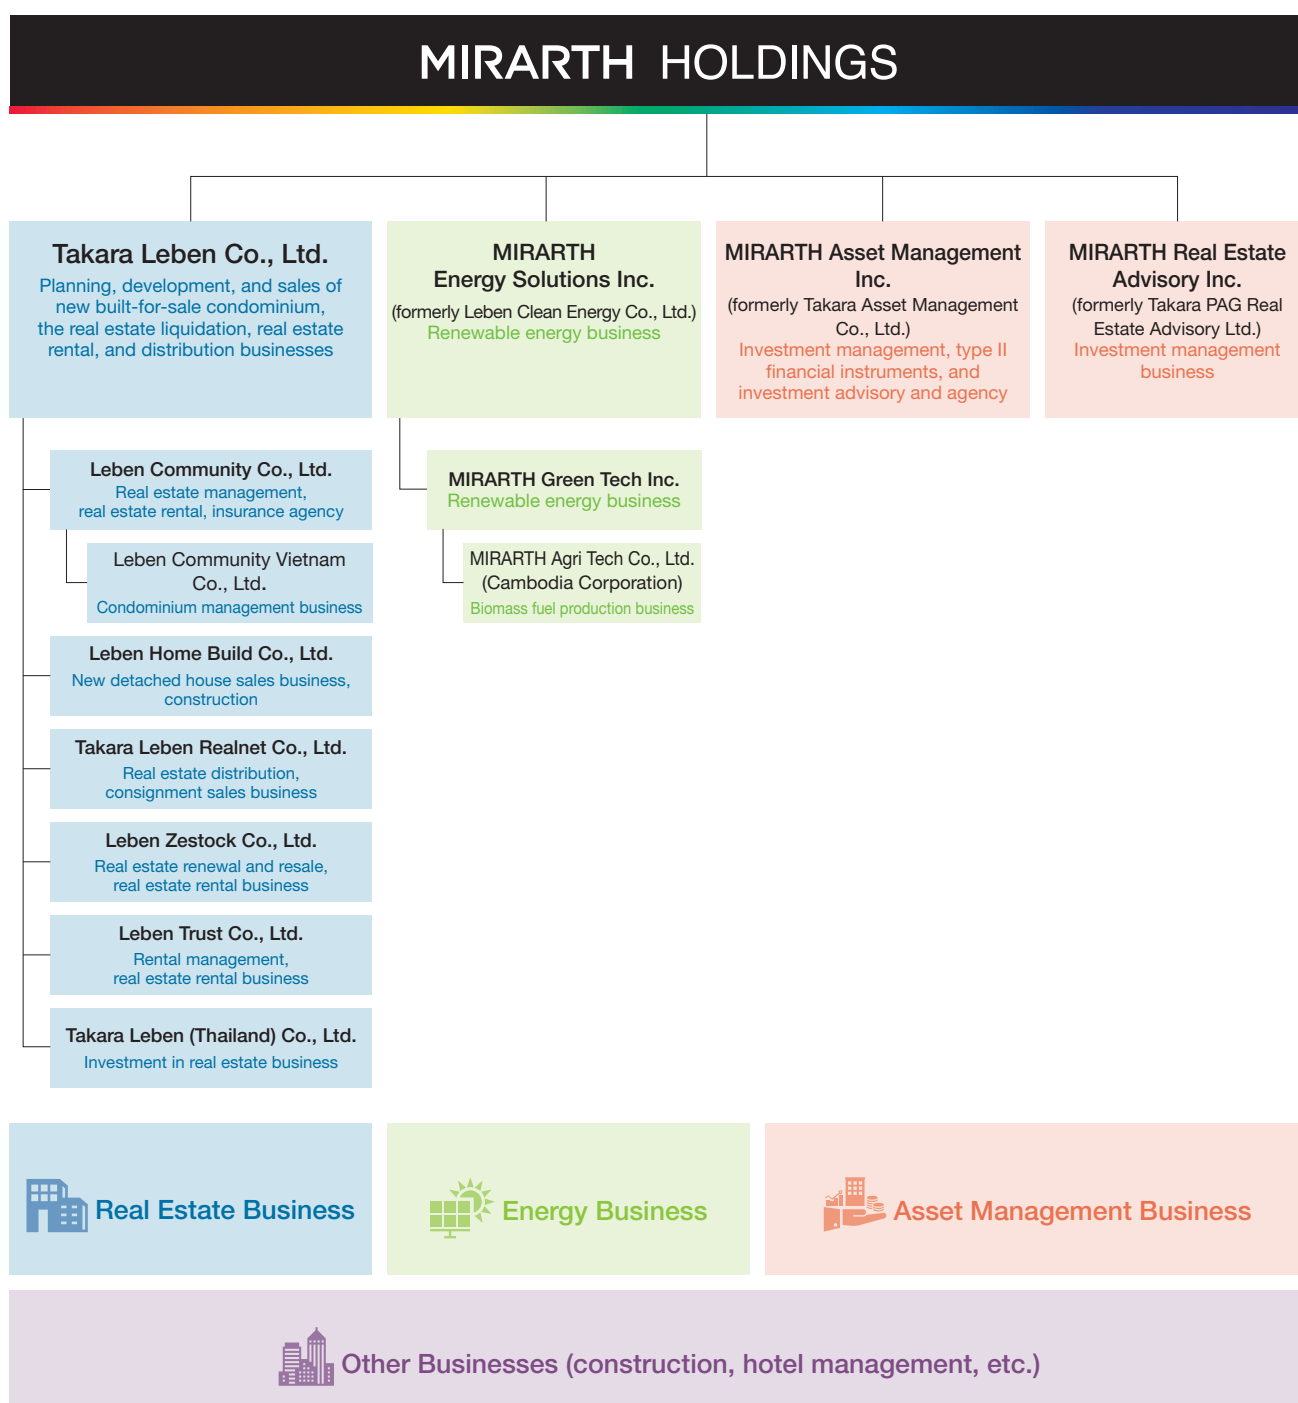 MIRARTH HOLDINGS
Takara Leben Co., Ltd.
Planning, development, and sales of
new built-for-sale condominium,
the real estate liquidation, real estate
rental, and distribution businesses
MIRARTH
Energy Solutions Inc.
(formerly Leben Clean Energy Co., Ltd.)
Renewable energy business
MIRARTH Asset Management
Inc.
(formerly Takara Asset Management
Co., Ltd.)
Investment management, type II
financial instruments, and
investment advisory and agency
MIRARTH Real Estate
Advisory Inc.
(formerly Takara PAG Real
Estate Advisory Ltd.)
Investment management
business
Leben Community Co., Ltd.
Real estate management,
real estate rental, insurance agency
Leben Community Vietnam
Co., Ltd.
Condominium management business
Leben Home Build Co., Ltd.
New detached house sales business,
construction
Takara Leben Realnet Co., Ltd.
Real estate distribution,
consignment sales business
Leben Zestock Co., Ltd.
Real estate renewal and resale,
real estate rental business
Leben Trust Co., Ltd.
Rental management,
real estate rental business
Takara Leben (Thailand) Co., Ltd.
Investment in real estate business
MIRARTH Green Tech Inc.
Renewable energy business
MIRARTH Agri Tech Co., Ltd.
(Cambodia Corporation)
Biomass fuel production business
Real Estate Business
Energy Business
Asset Management Business
Other Businesses (construction, hotel management, etc.)